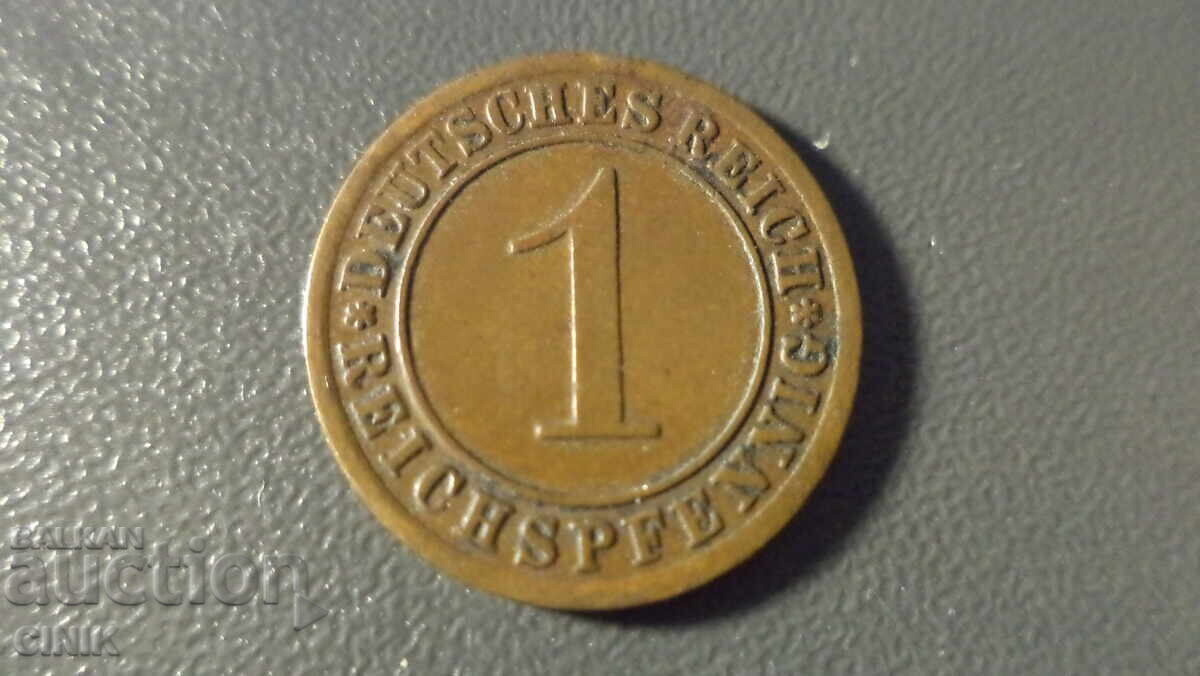 DEUTSCHES REICH
1
REICHSPFENNIG
BALKAN
auction
CINIK